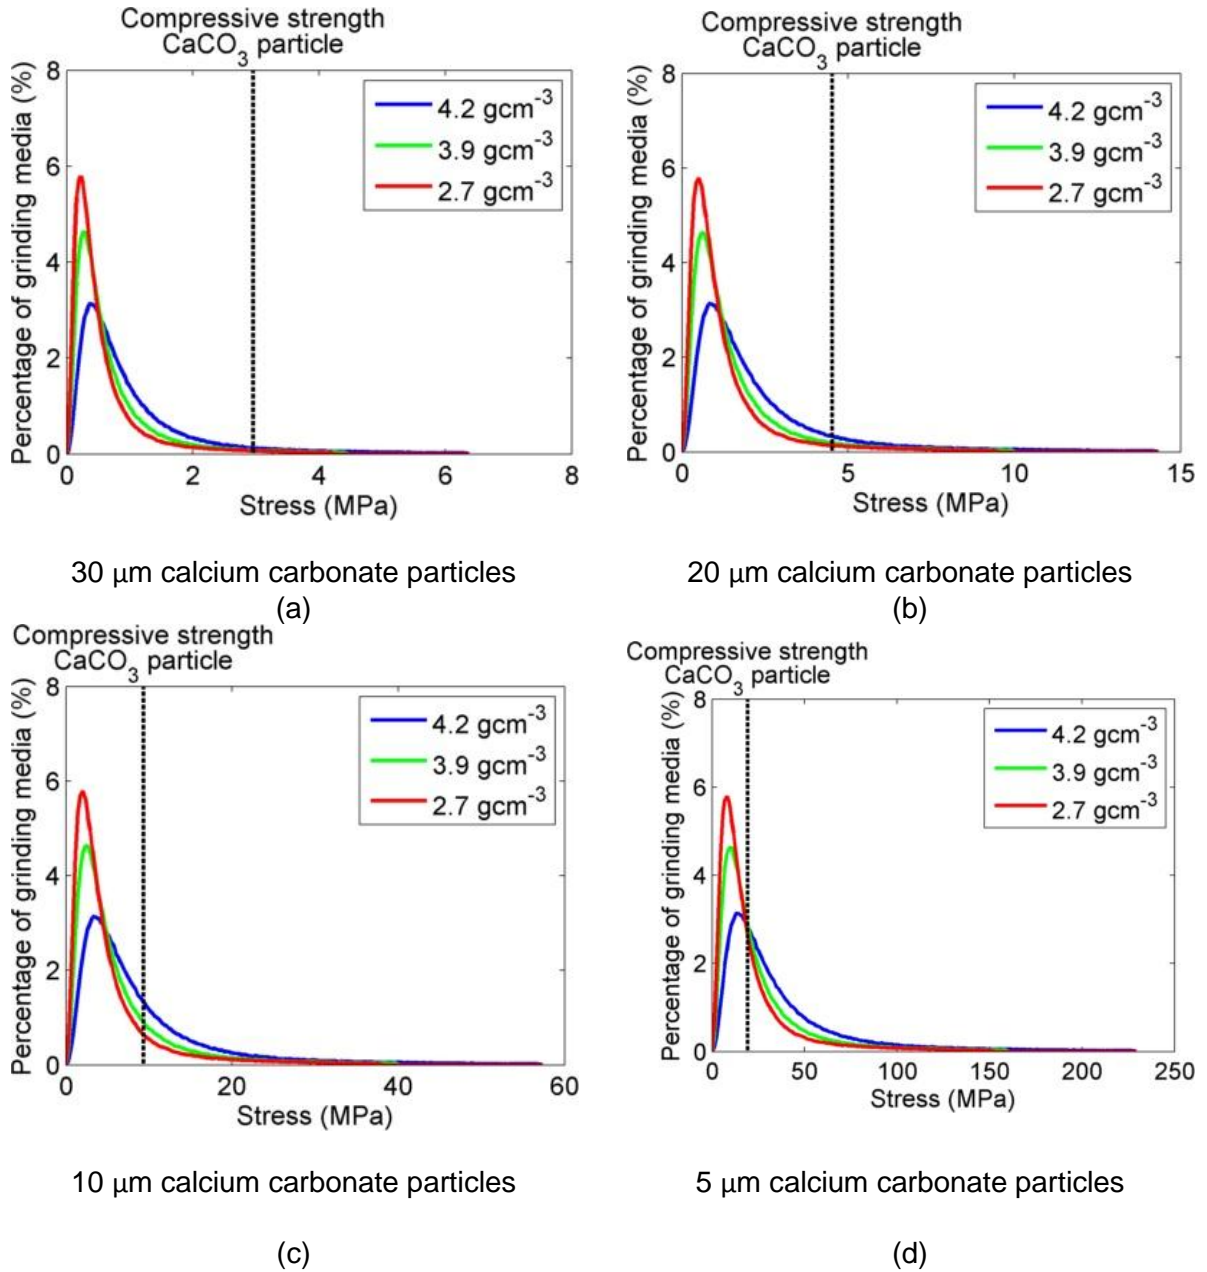 Compressive strength
CaCO₃ particle
Percentage of grinding media (%)
8
6
4
2
0
4.2 gcm⁻³
3.9 gcm⁻³
2.7 gcm⁻³
0 2 4 6 8
Stress (MPa)
30 µm calcium carbonate particles
(a)
Compressive strength
CaCO₃ particle
Percentage of grinding media (%)
8
6
4
2
0
4.2 gcm⁻³
3.9 gcm⁻³
2.7 gcm⁻³
0 5 10 15
Stress (MPa)
20 µm calcium carbonate particles
(b)
Compressive strength
CaCO₃ particle
Percentage of grinding media (%)
8
6
4
2
0
4.2 gcm⁻³
3.9 gcm⁻³
2.7 gcm⁻³
0 20 40 60
Stress (MPa)
10 µm calcium carbonate particles
(c)
Compressive strength
CaCO₃ particle
Percentage of grinding media (%)
8
6
4
2
0
4.2 gcm⁻³
3.9 gcm⁻³
2.7 gcm⁻³
0 50 100 150 200 250
Stress (MPa)
5 µm calcium carbonate particles
(d)